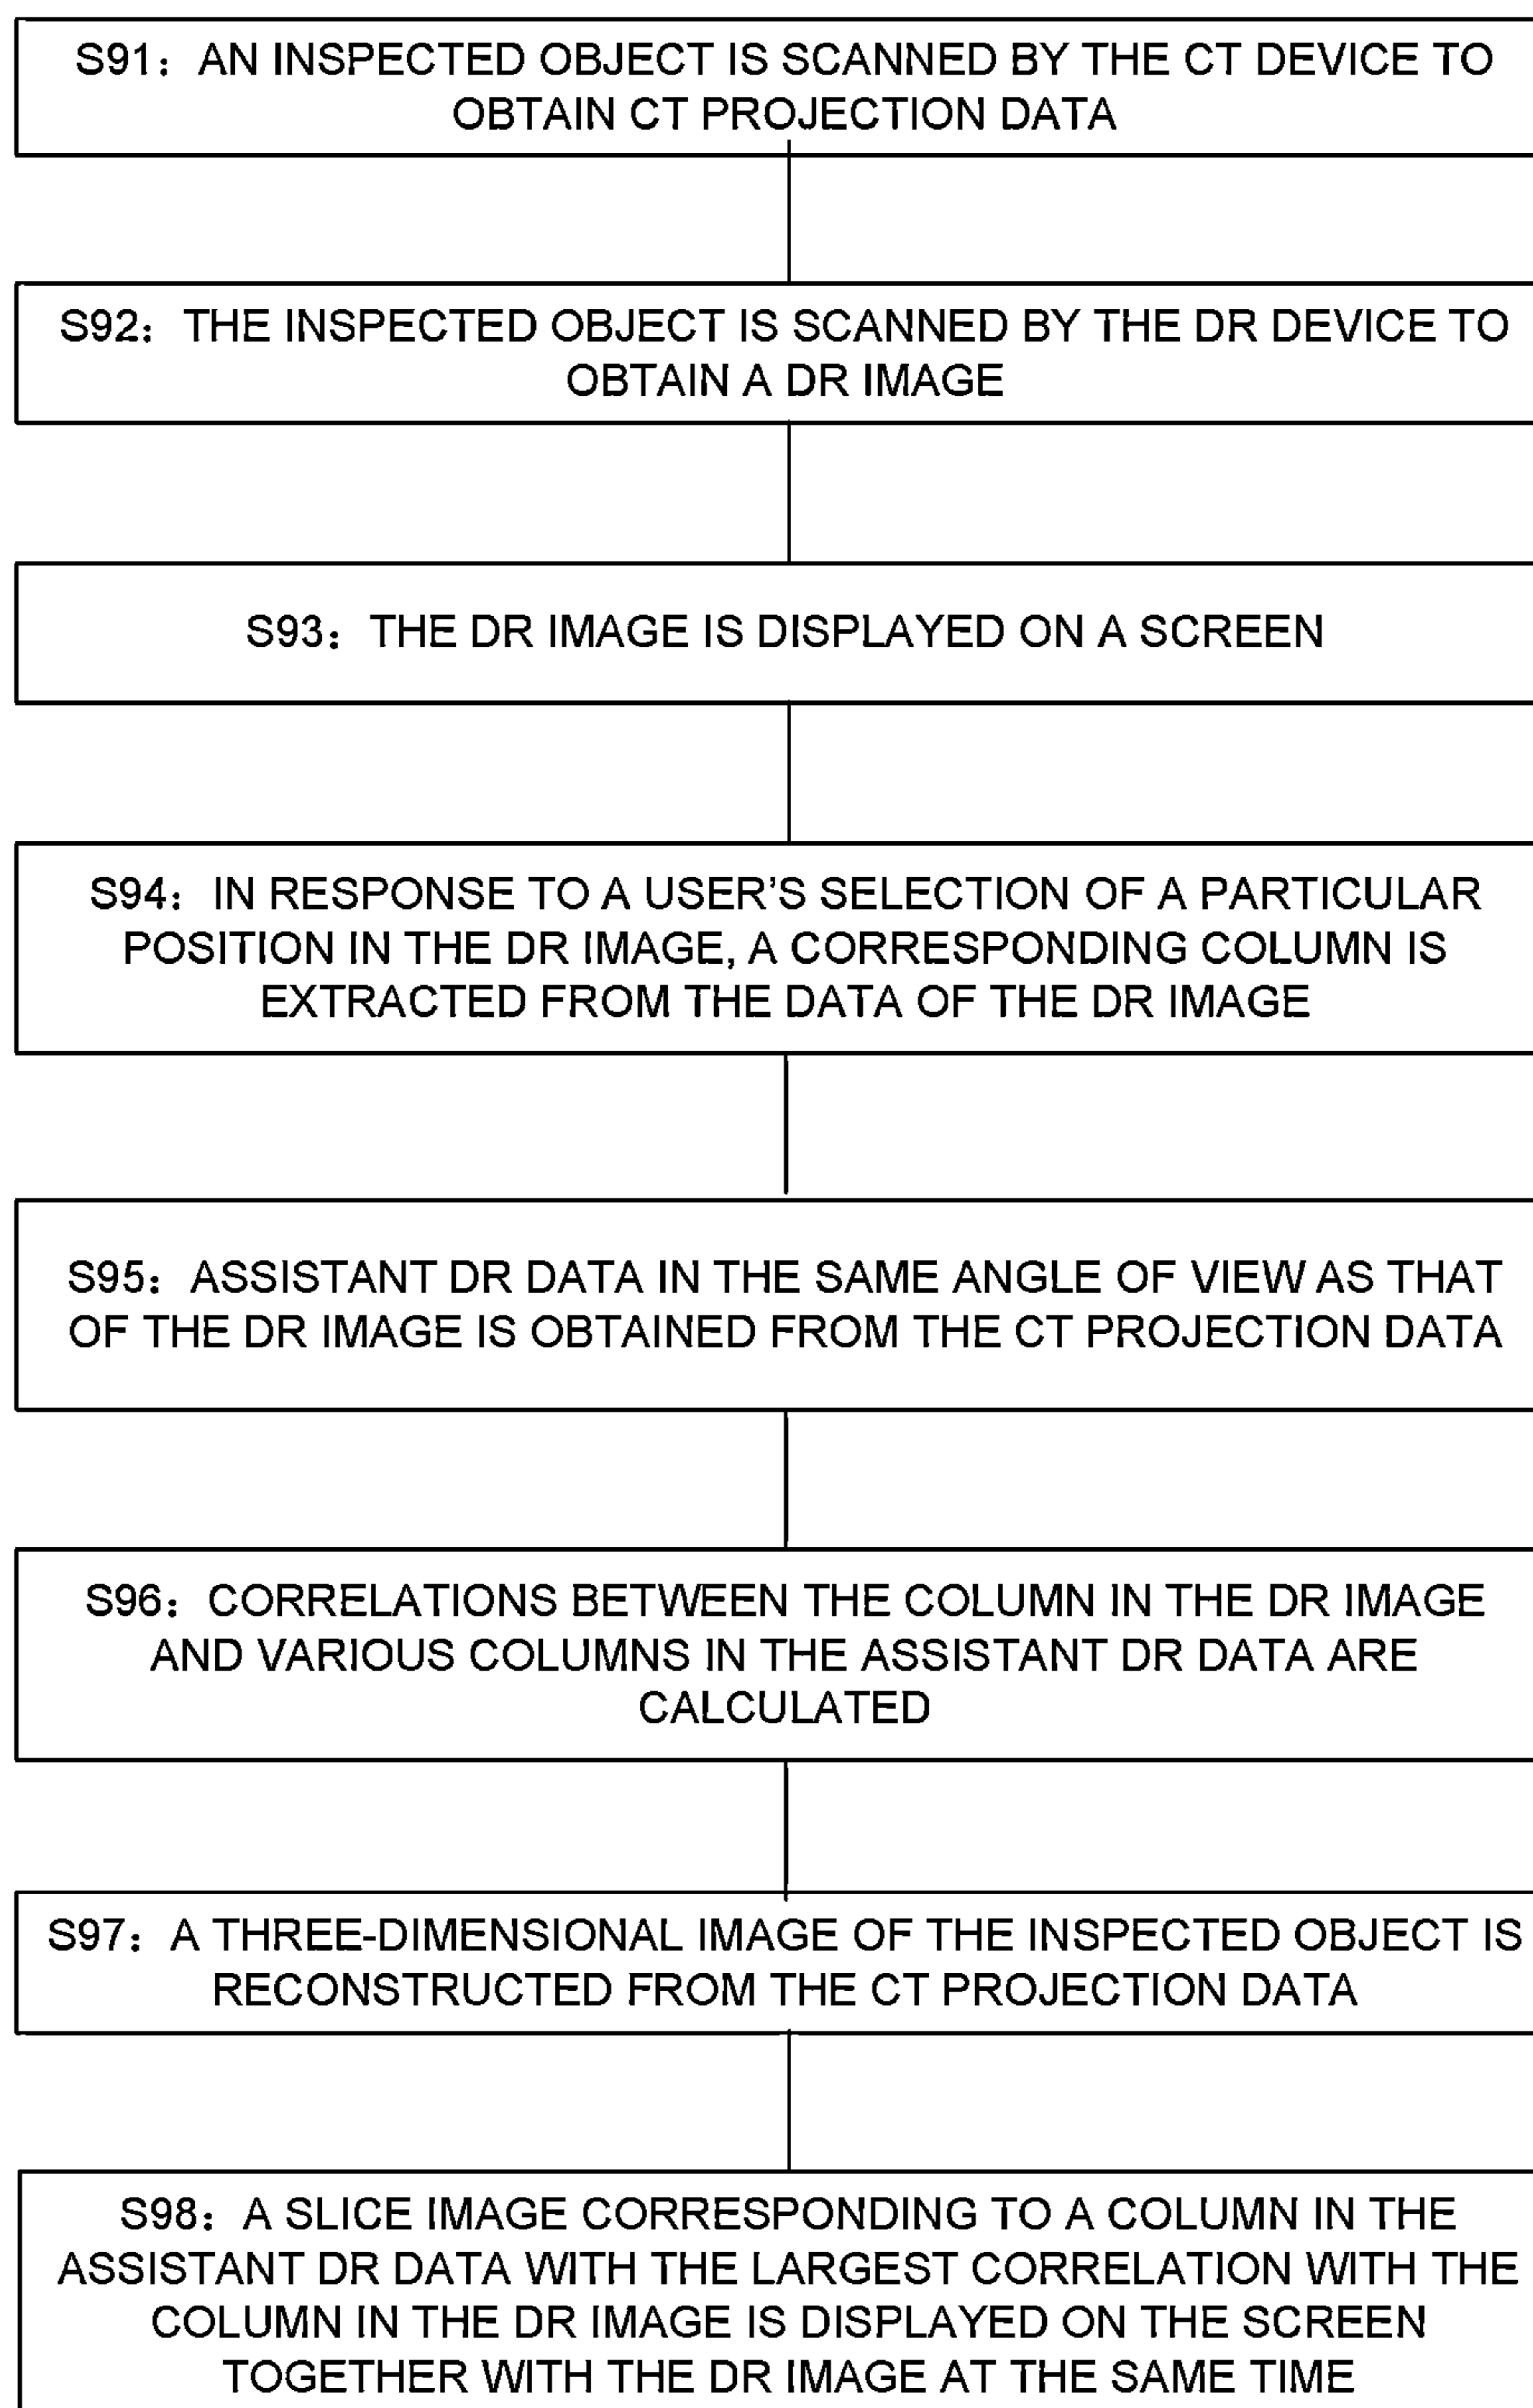 S91: AN INSPECTED OBJECT IS SCANNED BY THE CT DEVICE TO
OBTAIN CT PROJECTION DATA
S92: THE INSPECTED OBJECT IS SCANNED BY THE DR DEVICE TO
OBTAIN A DR IMAGE
S93: THE DR IMAGE IS DISPLAYED ON A SCREEN
S94: IN RESPONSE TO A USER'S SELECTION OF A PARTICULAR
POSITION IN THE DR IMAGE, A CORRESPONDING COLUMN IS
EXTRACTED FROM THE DATA OF THE DR IMAGE
S95: ASSISTANT DR DATA IN THE SAME ANGLE OF VIEW AS THAT
OF THE DR IMAGE IS OBTAINED FROM THE CT PROJECTION DATA
S96: CORRELATIONS BETWEEN THE COLUMN IN THE DR IMAGE
AND VARIOUS COLUMNS IN THE ASSISTANT DR DATA ARE
CALCULATED
S97: A THREE-DIMENSIONAL IMAGE OF THE INSPECTED OBJECT IS
RECONSTRUCTED FROM THE CT PROJECTION DATA
S98: A SLICE IMAGE CORRESPONDING TO A COLUMN IN THE
ASSISTANT DR DATA WITH THE LARGEST CORRELATION WITH THE
COLUMN IN THE DR IMAGE IS DISPLAYED ON THE SCREEN
TOGETHER WITH THE DR IMAGE AT THE SAME TIME